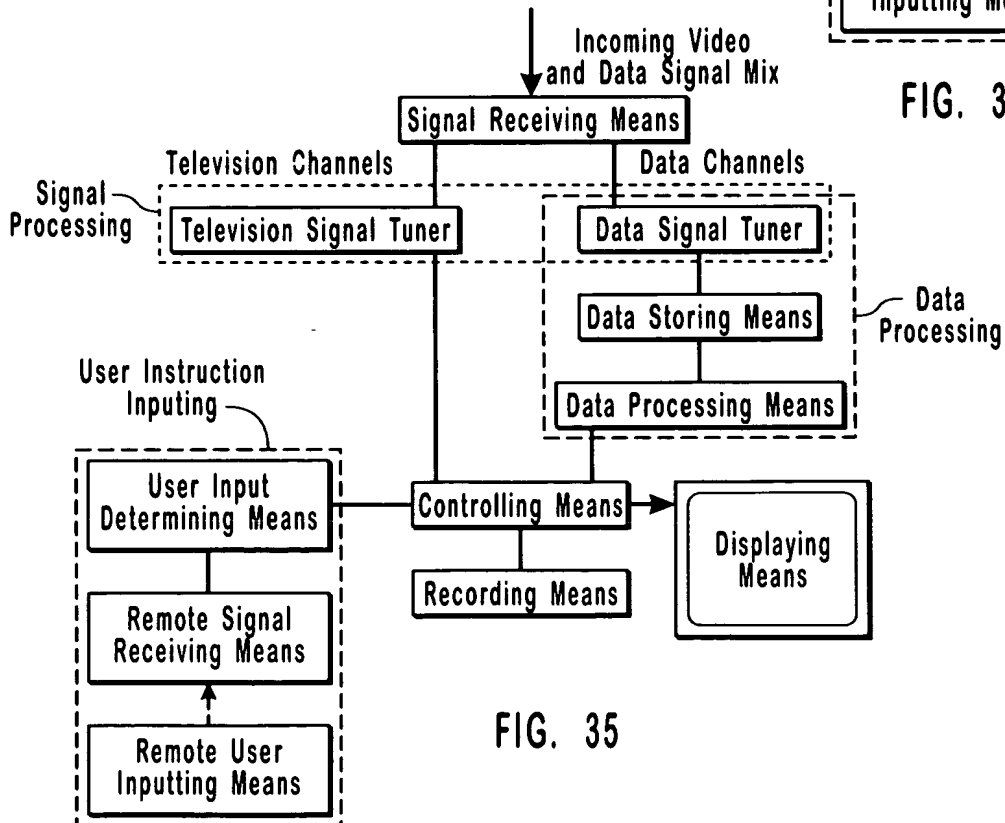 Inputting Me
FIG. 3
Incoming Video
and Data Signal Mix
Signal Receiving Means
Television Channels
Data Channels
Signal
Processing
Television Signal Tuner
Data Signal Tuner
Data Storing Means
Data
Processing
Data Processing Means
User Instruction
Inputing
User Input
Determining Means
Controlling Means
Displaying
Means
Recording Means
Remote Signal
Receiving Means
Remote User
Inputting Means
FIG. 35